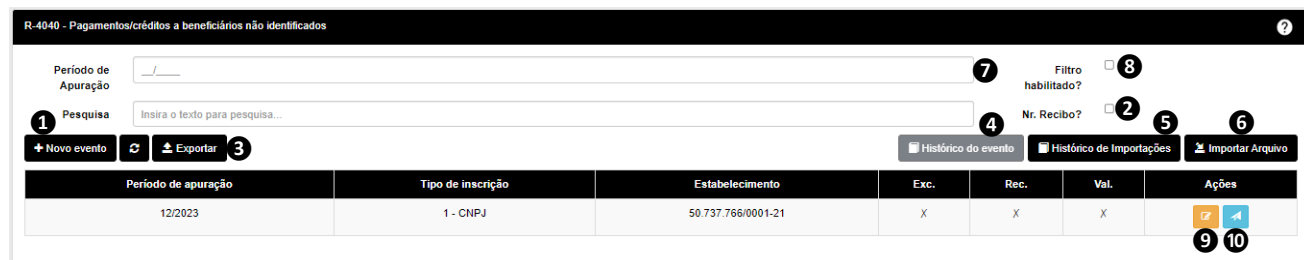 R-4040 - Pagamentos/créditos a beneficiários não identificados ?
Período de Apuração __/____ 7 Filtro habilitado? 8
Pesquisa Insira o texto para pesquisa... Nr. Recibo? 2
1 4 5 6
+ Novo evento Exportar 3 Histórico do evento Histórico de Importações Importar Arquivo
Período de apuração Tipo de inscrição Estabelecimento Exc. Rec. Val. Ações
12/2023 1 - CNPJ 50.737.766/0001-21 X X X
9 10